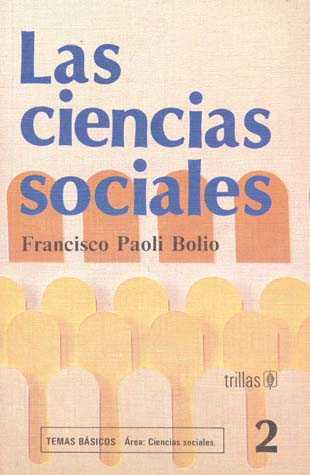 Las
ciencias
sociales
Francisco Paoli Bolio
trillas
TEMAS BÁSICOS Área: Ciencias sociales.
2